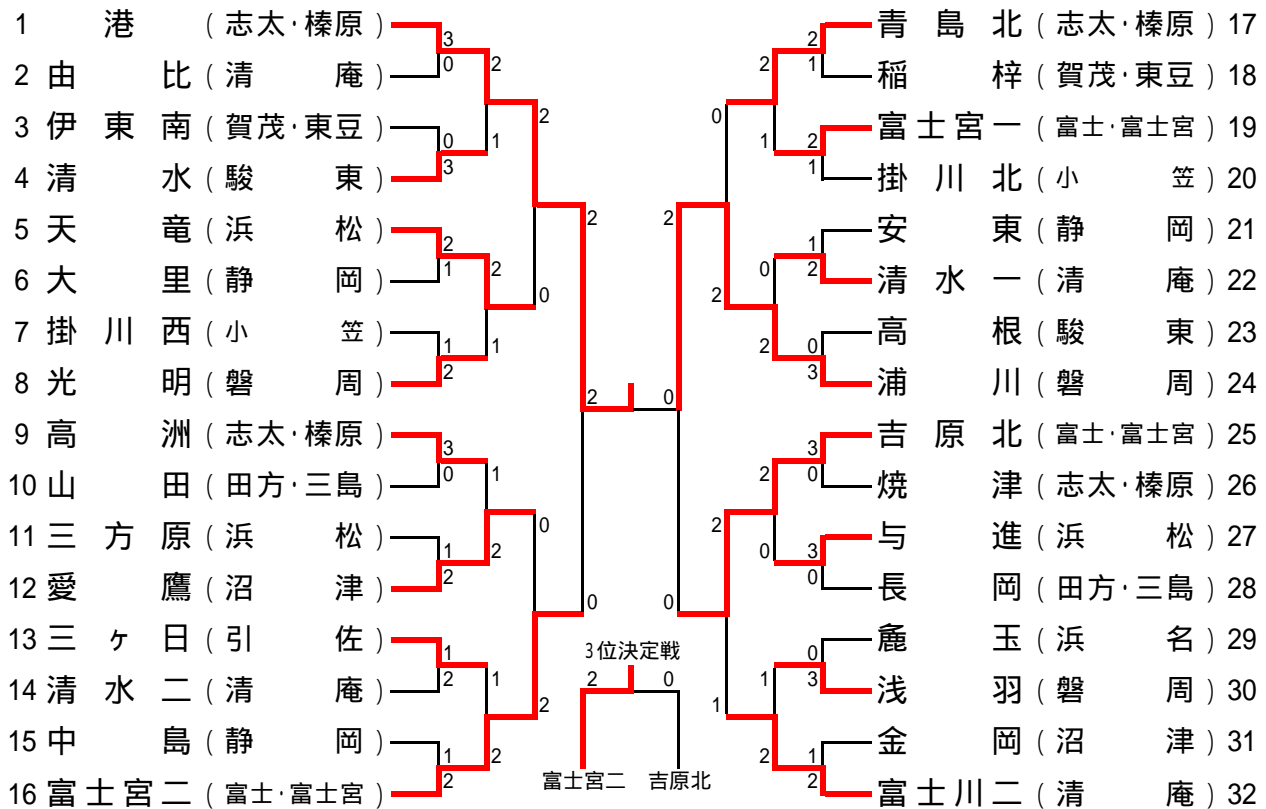 1 港 (志太・榛原)
2 由比 (清庵)
3 伊東南 (賀茂・東豆)
4 清水 (駿東)
5 天竜 (浜松)
6 大里 (静岡)
7 掛川西 (小笠)
8 光明 (磐周)
9 高洲 (志太・榛原)
10 山田 (田方・三島)
11 三方原 (浜松)
12 愛鷹 (沼津)
13 三ヶ日 (引佐)
14 清水二 (清庵)
15 中島 (静岡)
16 富士宮二 (富士・富士宮)
3 0
0 3
2 1
1 2
3 0
1 2
1 2
1 2
2 1
2 1
1 2
1 2
2 0
0 2
2 0
2 0
3位決定戦
2 0
富士宮二 吉原北
2 0
2 0
0 2
2 1
2 1
0 2
2 0
1 2
2 1
2 1
1 2
0 3
3 0
3 0
0 3
1 2
青島北 (志太・榛原) 17
稲梓 (賀茂・東豆) 18
富士宮一 (富士・富士宮) 19
掛川北 (小笠) 20
安東 (静岡) 21
清水一 (清庵) 22
高根 (駿東) 23
浦川 (磐周) 24
吉原北 (富士・富士宮) 25
焼津 (志太・榛原) 26
与進 (浜松) 27
長岡 (田方・三島) 28
麁玉 (浜名) 29
浅羽 (磐周) 30
金岡 (沼津) 31
富士川二 (清庵) 32